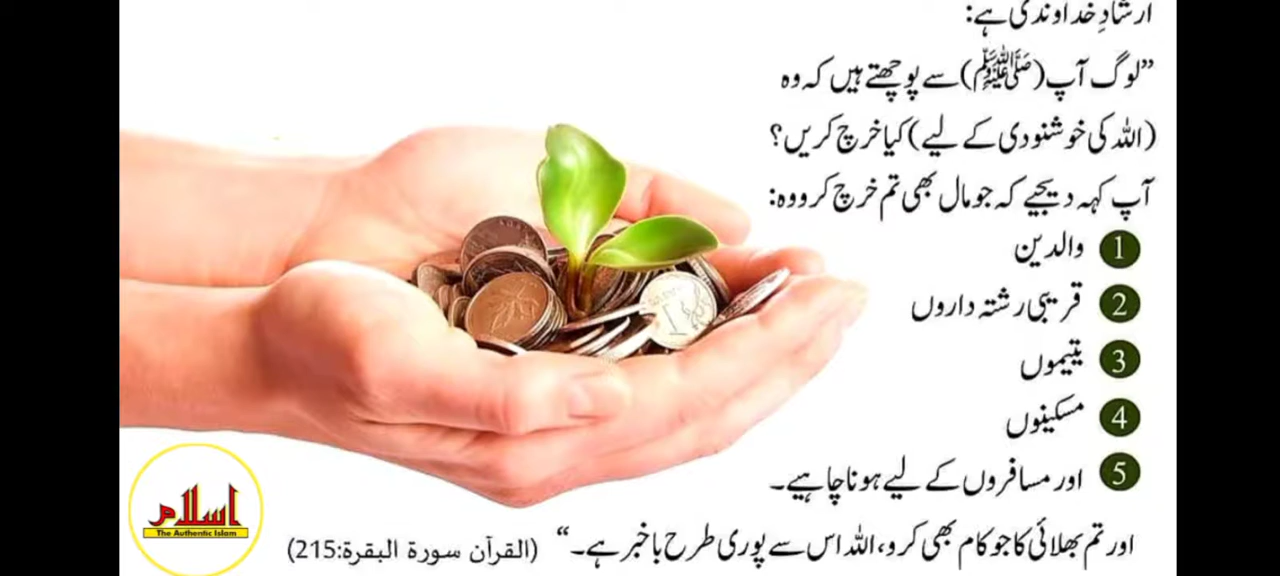 ارشادِ خداوندی ہے:
”لوگ آپ (ﷺ) سے پوچھتے ہیں کہ وہ
(اللہ کی خوشنودی کے لیے) کیا خرچ کریں؟
آپ کہہ دیجیے کہ جو مال بھی تم خرچ کرو وہ:
1 والدین
2 قریبی رشتہ داروں
3 یتیموں
4 مسکینوں
5 اور مسافروں کے لیے ہونا چاہیے۔
اور تم بھلائی کا جو کام بھی کرو، اللہ اس سے پوری طرح باخبر ہے۔“ (القرآن سورة البقرة:215)
اسلام
The Authentic Islam